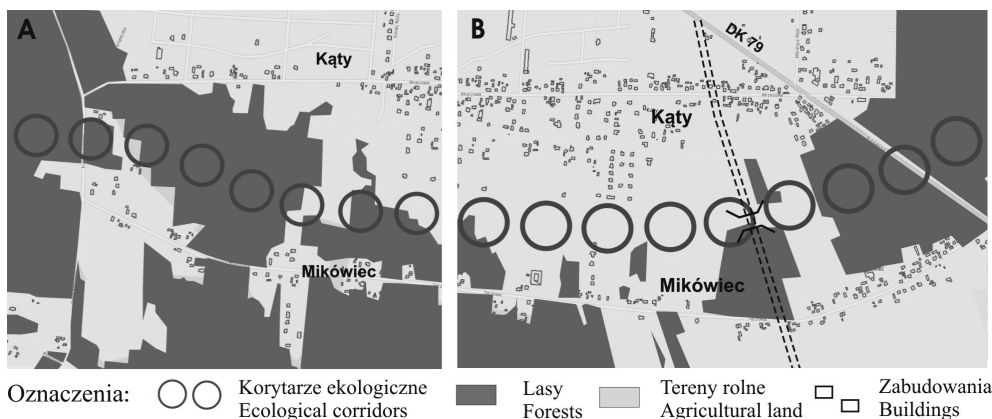 A
Kąty
Mikówiec
B
DK 79
Kąty
Mikówiec
Oznaczenia:
Korytarze ekologiczne
Ecological corridors
Lasy
Forests
Tereny rolne
Agricultural land
Zabudowania
Buildings